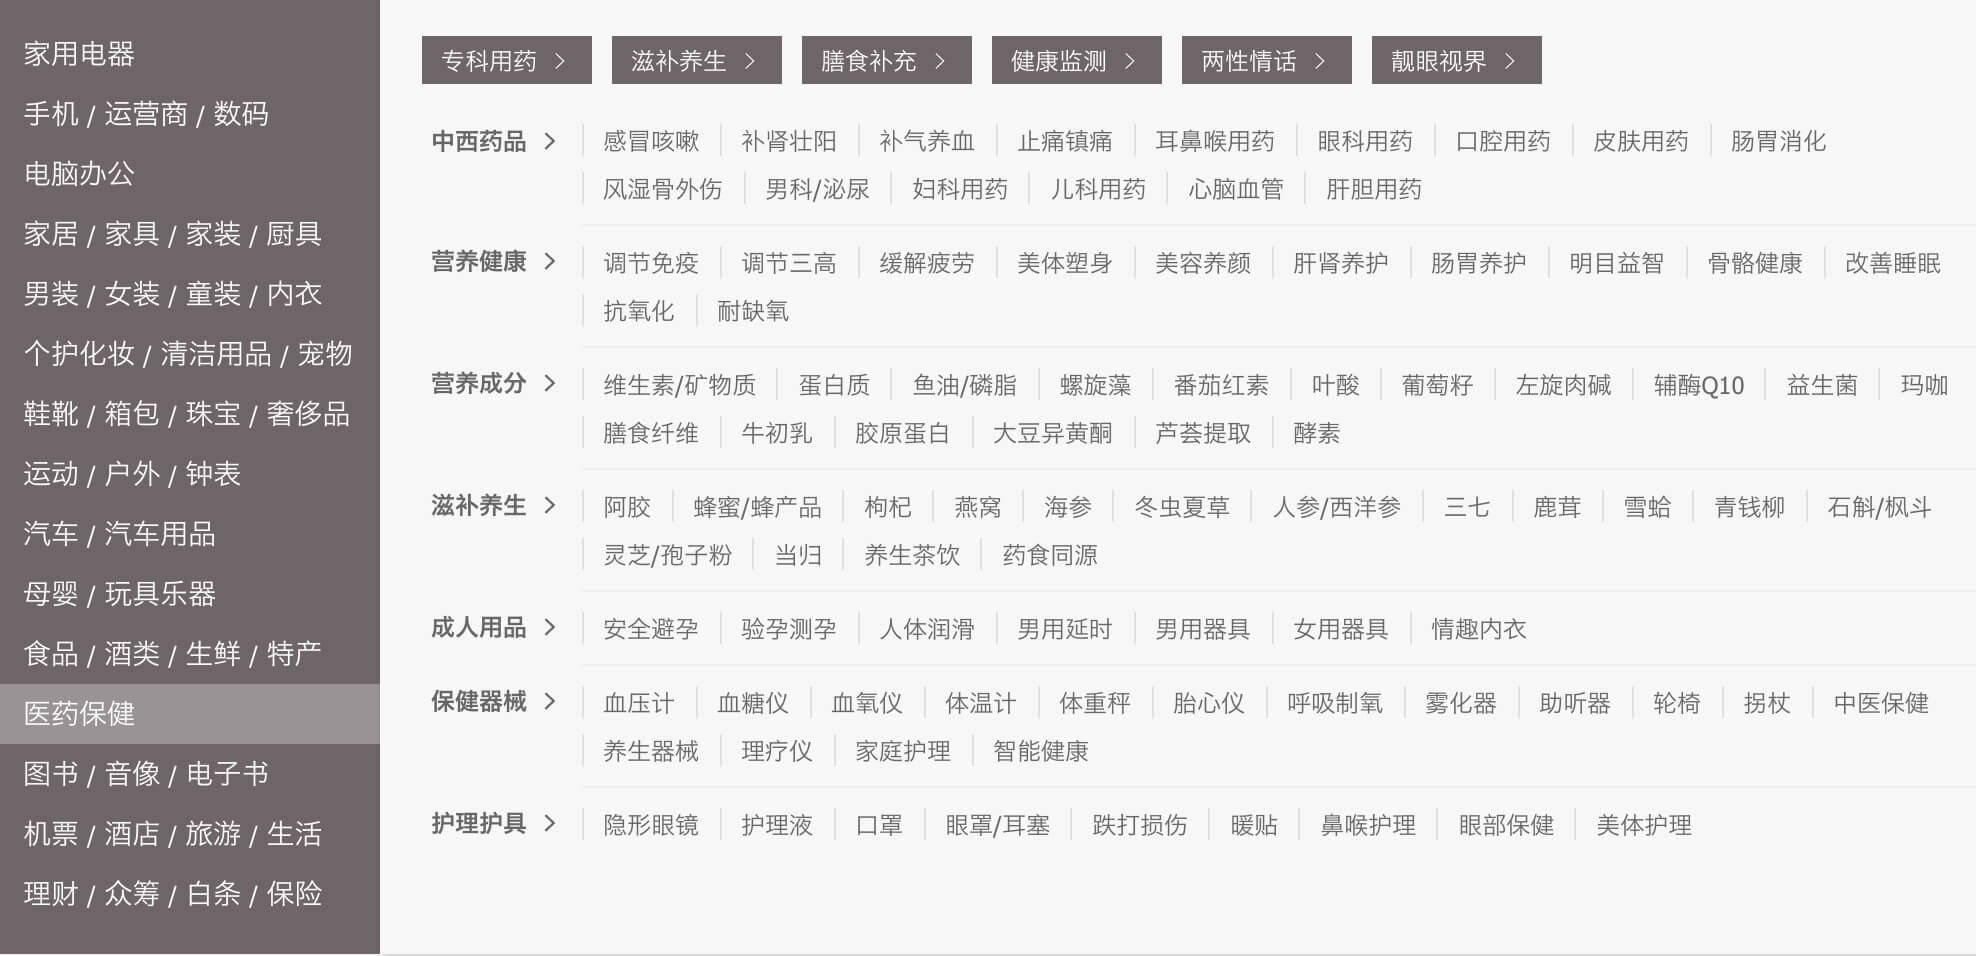 家用电器
手机 / 运营商 / 数码
电脑办公
家居 / 家具 / 家装 / 厨具
男装 / 女装 / 童装 / 内衣
个护化妆 / 清洁用品 / 宠物
鞋靴 / 箱包 / 珠宝 / 奢侈品
运动 / 户外 / 钟表
汽车 / 汽车用品
母婴 / 玩具乐器
食品 / 酒类 / 生鲜 / 特产
医药保健
图书 / 音像 / 电子书
机票 / 酒店 / 旅游 / 生活
理财 / 众筹 / 白条 / 保险
专科用药 > 滋补养生 > 膳食补充 > 健康监测 > 两性情话 > 靓眼视界 >
中西药品 > 感冒咳嗽 补肾壮阳 补气养血 止痛镇痛 耳鼻喉用药 眼科用药 口腔用药 皮肤用药 肠胃消化
风湿骨外伤 男科/泌尿 妇科用药 儿科用药 心脑血管 肝胆用药
营养健康 > 调节免疫 调节三高 缓解疲劳 美体塑身 美容养颜 肝肾养护 肠胃养护 明目益智 骨骼健康 改善睡眠
抗氧化 耐缺氧
营养成分 > 维生素/矿物质 蛋白质 鱼油/磷脂 螺旋藻 番茄红素 叶酸 葡萄籽 左旋肉碱 辅酶Q10 益生菌 玛咖
膳食纤维 牛初乳 胶原蛋白 大豆异黄酮 芦荟提取 酵素
滋补养生 > 阿胶 蜂蜜/蜂产品 枸杞 燕窝 海参 冬虫夏草 人参/西洋参 三七 鹿茸 雪蛤 青钱柳 石斛/枫斗
灵芝/孢子粉 当归 养生茶饮 药食同源
成人用品 > 安全避孕 验孕测孕 人体润滑 男用延时 男用器具 女用器具 情趣内衣
保健器械 > 血压计 血糖仪 血氧仪 体温计 体重秤 胎心仪 呼吸制氧 雾化器 助听器 轮椅 拐杖 中医保健
养生器械 理疗仪 家庭护理 智能健康
护理护具 > 隐形眼镜 护理液 口罩 眼罩/耳塞 跌打损伤 暖贴 鼻喉护理 眼部保健 美体护理